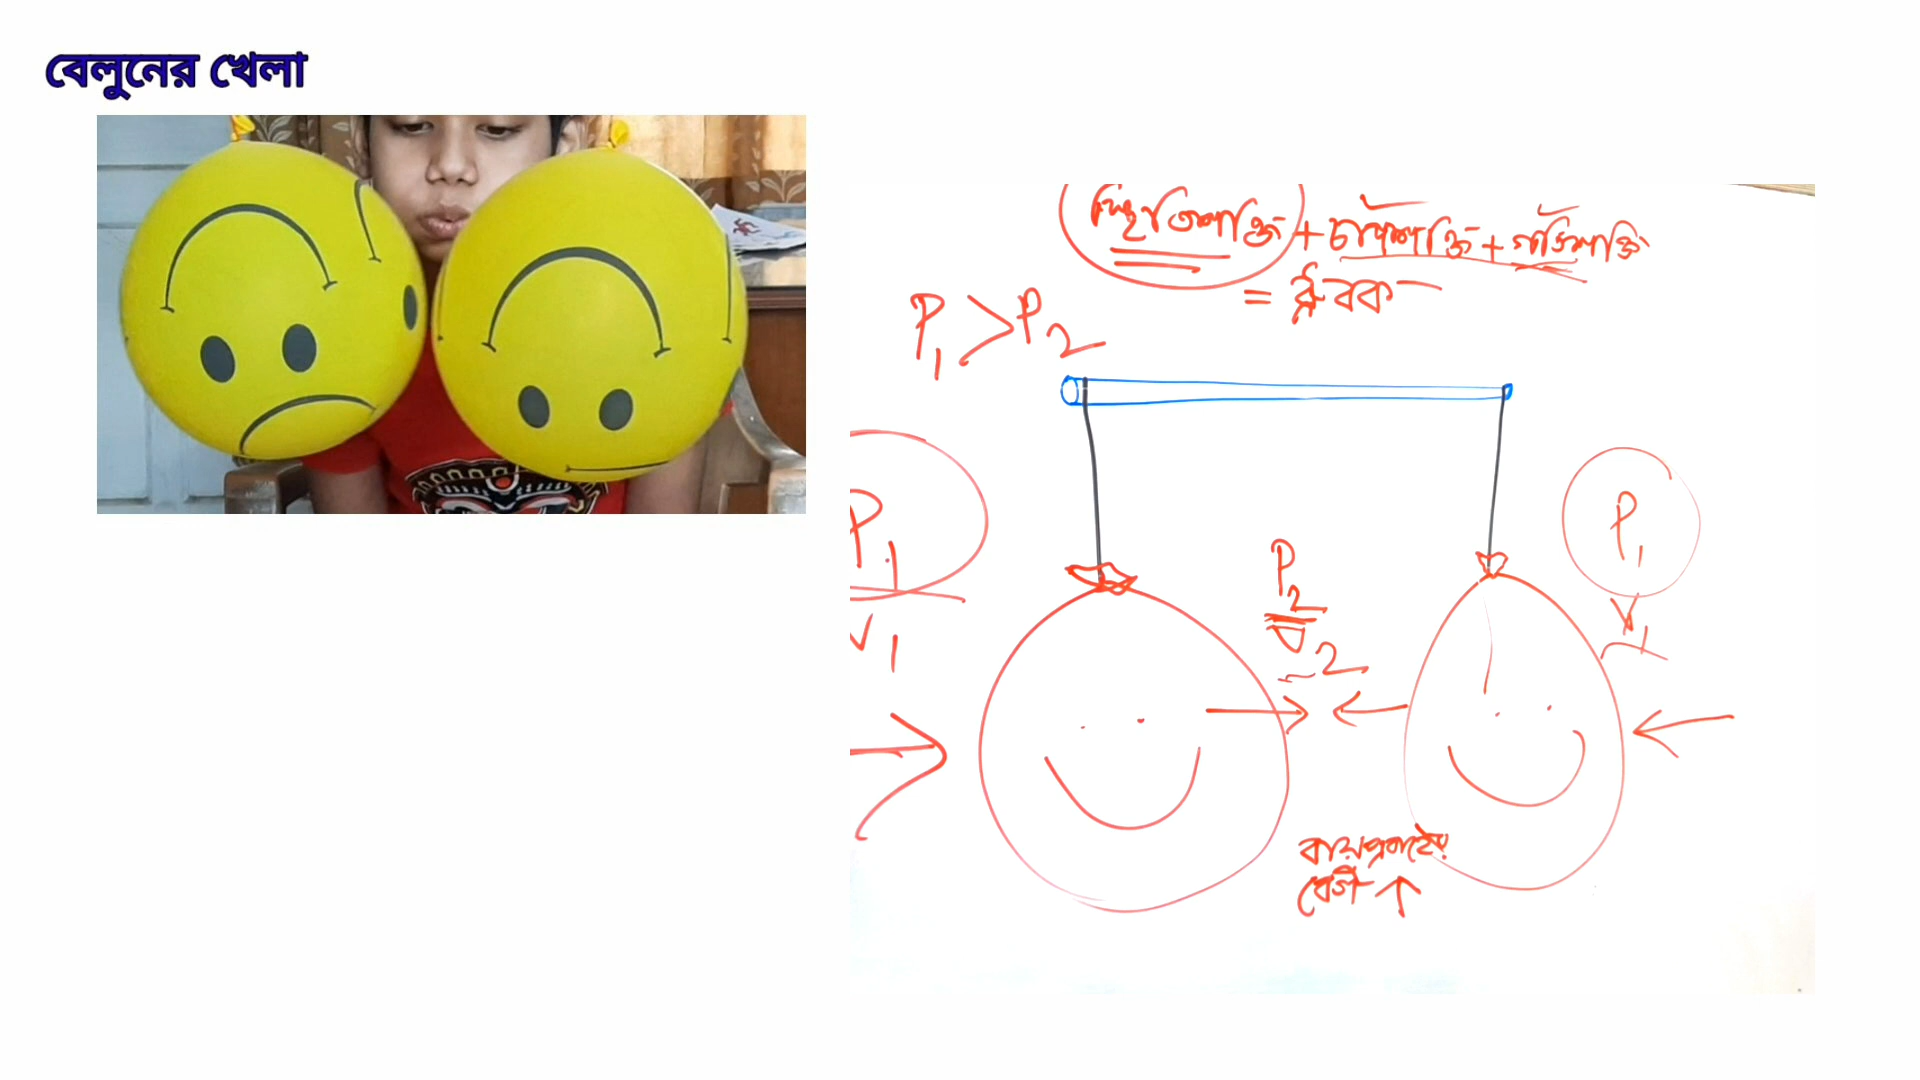 বেলুনের খেলা
স্থিতিশক্তি + চাপশক্তি + গতিশক্তি
= ধ্রুবক
P₁ > P₂
P₁
V₁
P₂
V₂
P₁
V₁
বায়ুপ্রবাহের
বেগ ↑